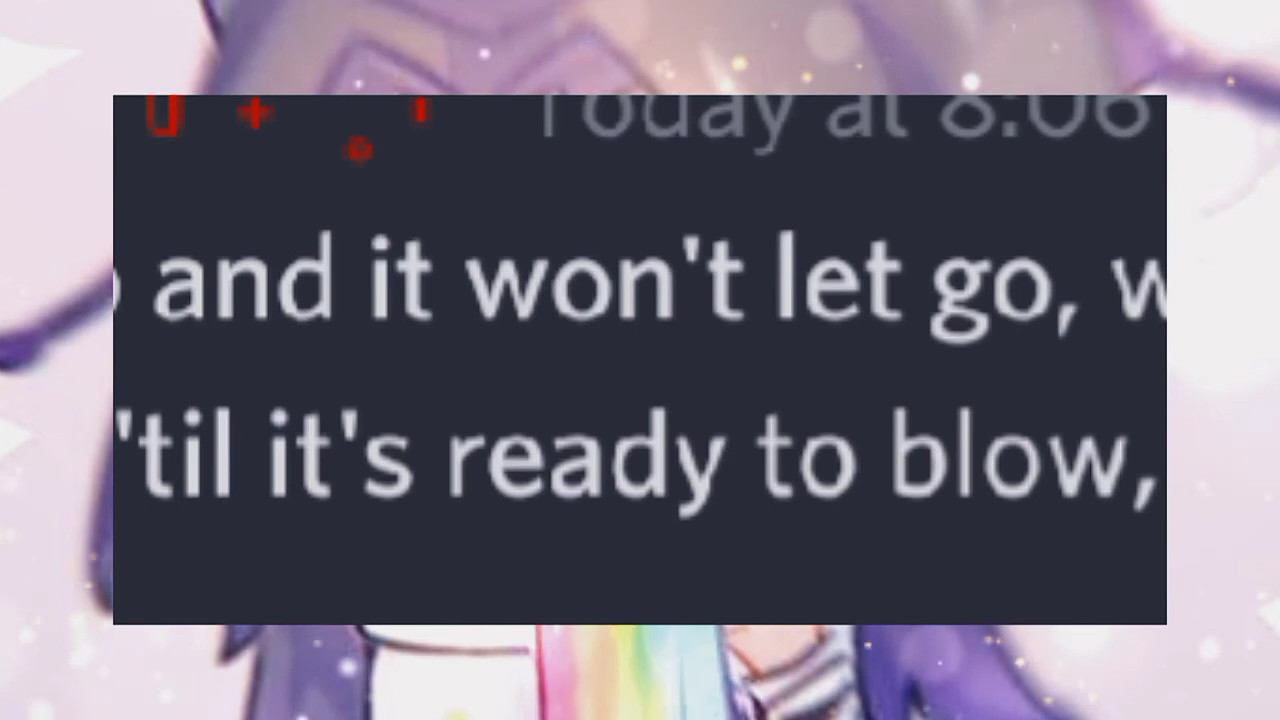 Today at 8:06
and it won't let go, w
'til it's ready to blow,